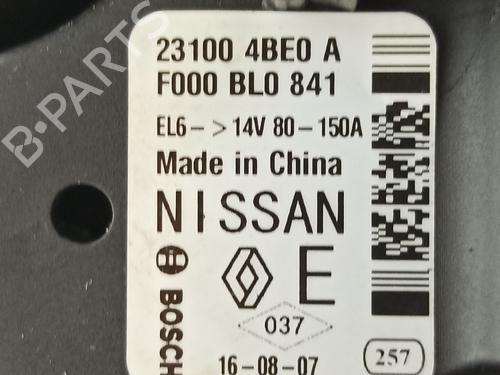 23100 4BE0 A
F000 BL0 841
EL6-> 14V 80-150A
Made in China
NISSAN
BOSCH
E
037
16-08-07
257
B-PARTS